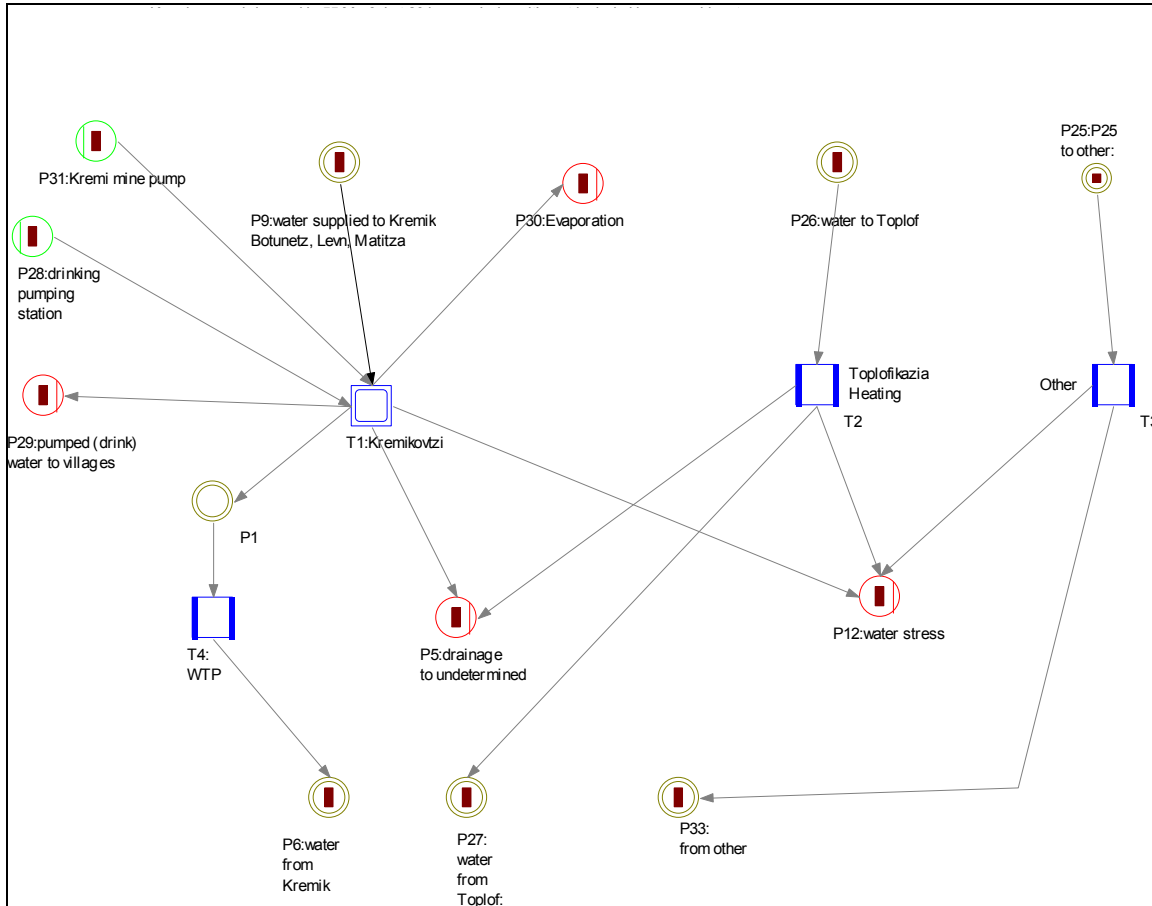 P25:P25
to other:
P31:Kremi mine pump
P9:water supplied to Kremik
Botunetz, Levn, Matitza
P30:Evaporation
P26:water to Toplof
P28:drinking
pumping
station
Toplofikazia
Heating
Other
T2
T3
P29:pumped (drink)
water to villages
T1:Kremikovtzi
P1
T4:
WTP
P5:drainage
to undetermined
P12:water stress
P6:water
from
Kremik
P27:
water
from
Toplof:
P33:
from other